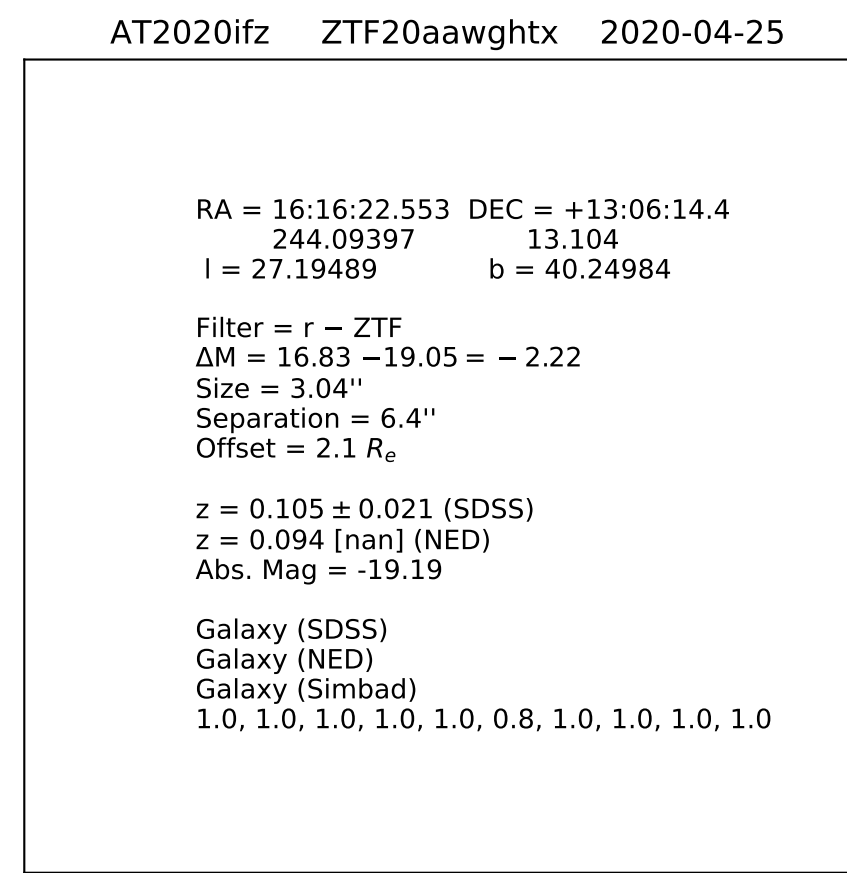 AT2020ifz ZTF20aawghtx 2020-04-25
RA = 16:16:22.553 DEC = +13:06:14.4
244.09397 13.104
l = 27.19489 b = 40.24984
Filter = r − ZTF
ΔM = 16.83 −19.05 = − 2.22
Size = 3.04''
Separation = 6.4''
Offset = 2.1 Rₑ
z = 0.105 ± 0.021 (SDSS)
z = 0.094 [nan] (NED)
Abs. Mag = -19.19
Galaxy (SDSS)
Galaxy (NED)
Galaxy (Simbad)
1.0, 1.0, 1.0, 1.0, 1.0, 0.8, 1.0, 1.0, 1.0, 1.0